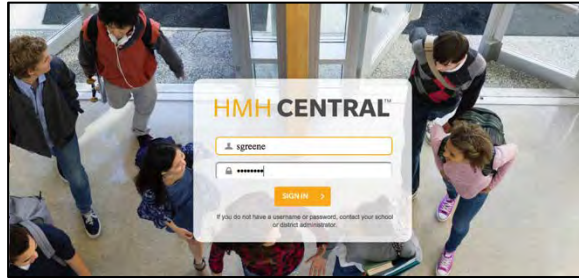 HMH CENTRAL™
sgreene
••••••••
SIGN IN >
If you do not have a username or password, contact your school
or district administrator.